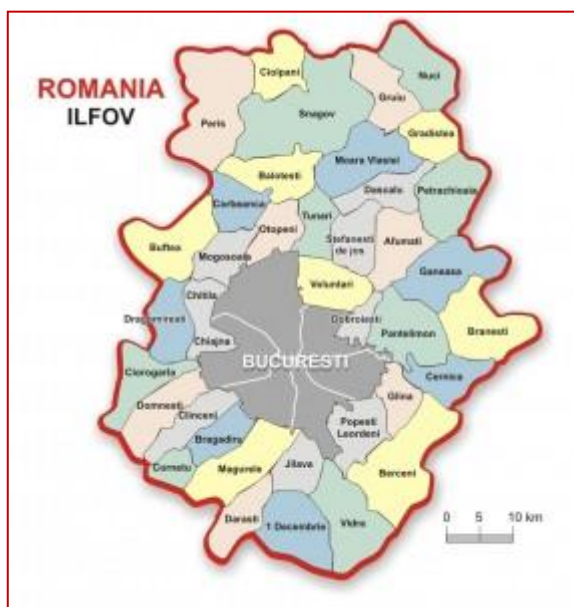 ROMANIA
ILFOV
Ciolpani
Nuci
Gruiu
Peris
Snagov
Gradistea
Moara Vlasiei
Balotesti
Dascalu
Petrachioaia
Corbeanca
Tunari
Otopeni
Stefanesti
de jos
Afumati
Buftea
Mogosoaia
Ganeasa
Voluntari
Chitila
Dragomiresti
Dobroiesti
Pantelimon
Branesti
Chiajna
BUCURESTI
Ciorogarla
Cernica
Domnesti
Glina
Clinceni
Popesti
Leordeni
Bragadiru
Jilava
Cornetu
Magurele
Berceni
Darasti
1 Decembrie
Vidra
0 5 10 km